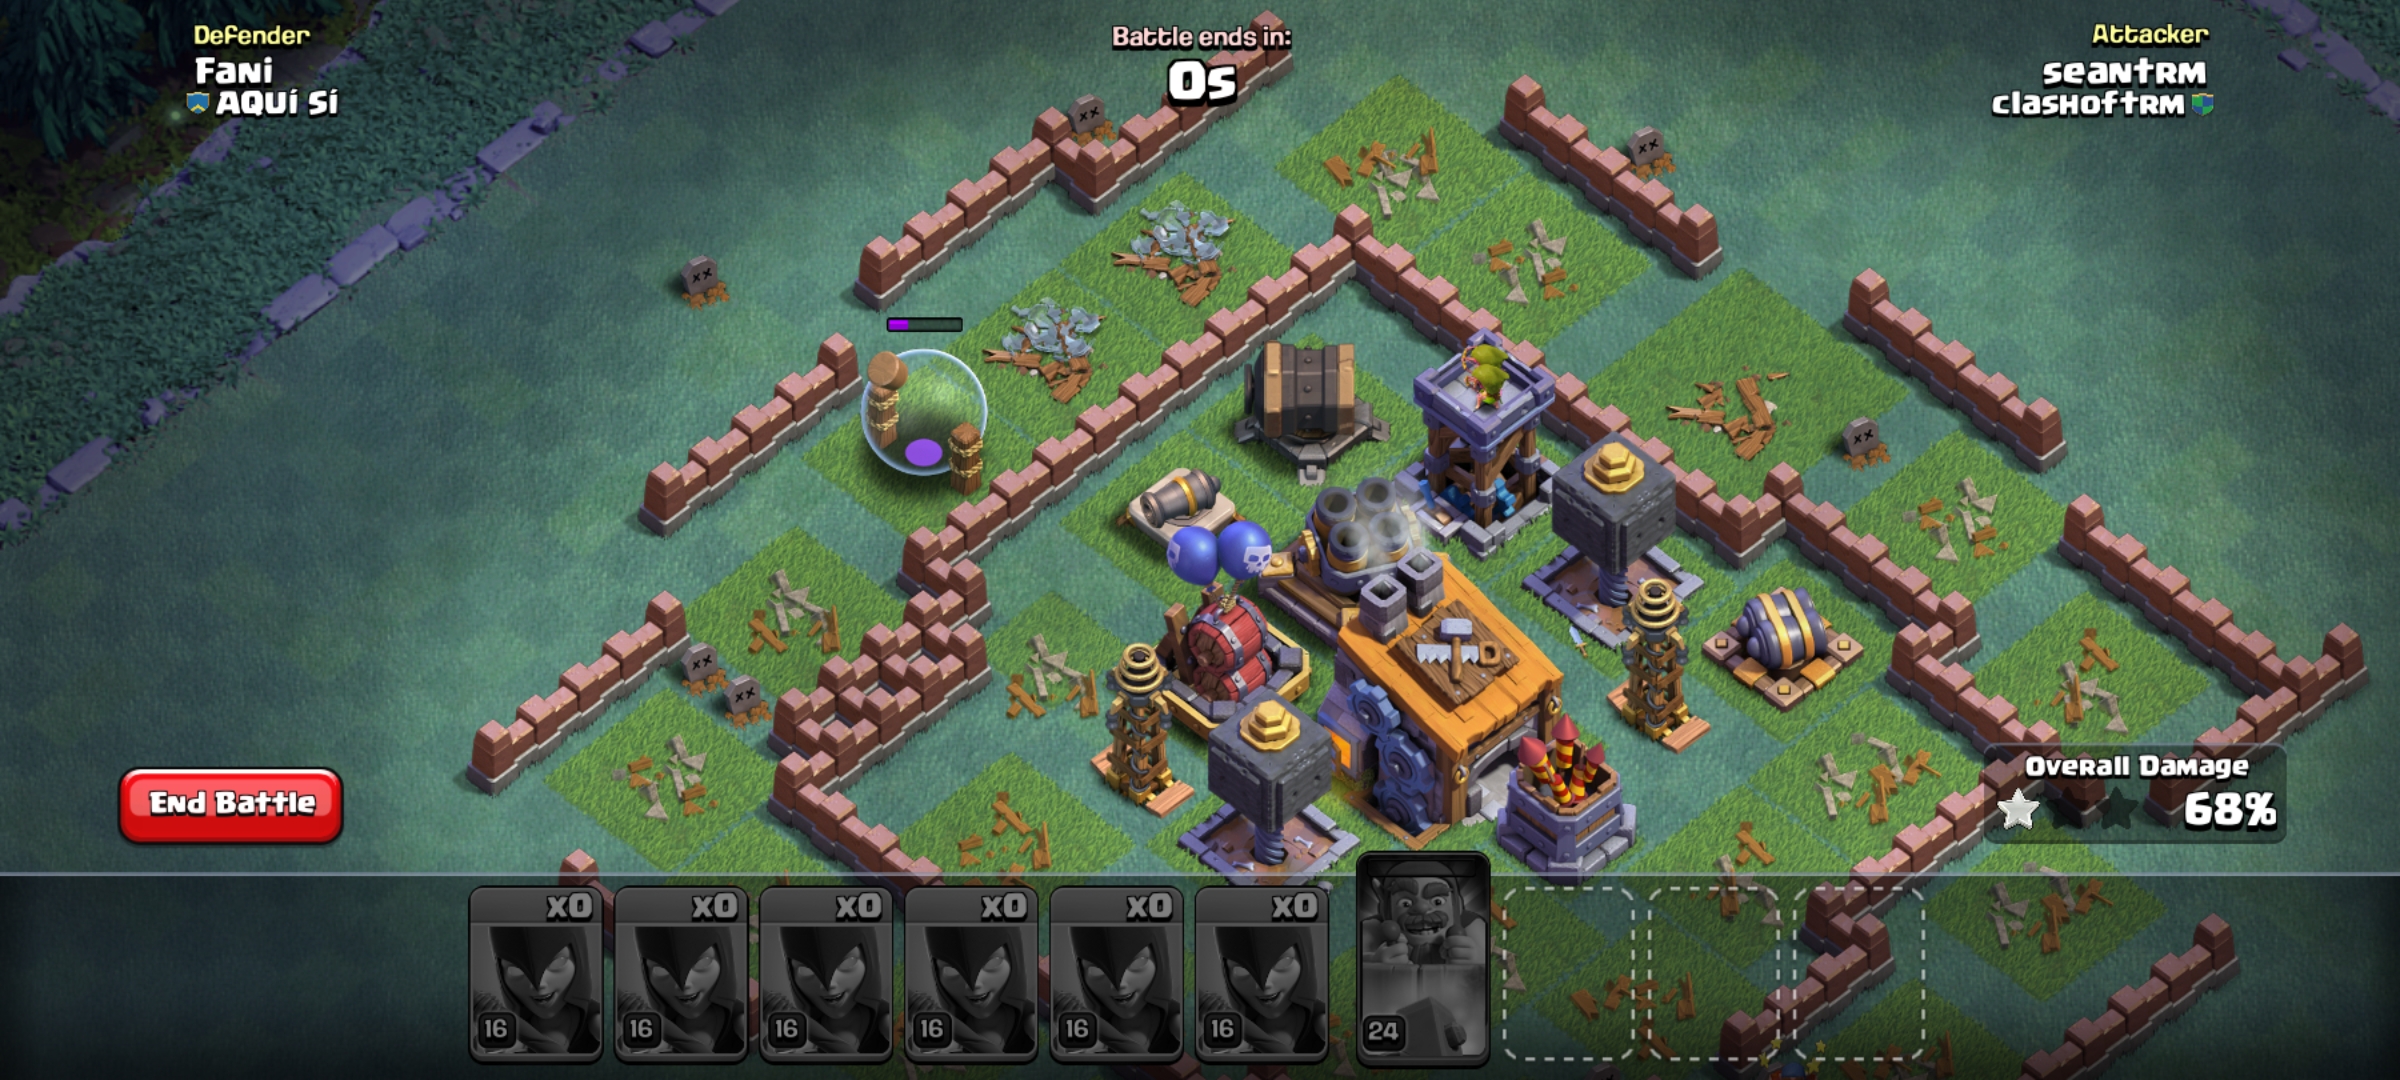 Defender
Fani
AQUÍ SÍ
Battle ends in:
0s
Attacker
seantRM
clashoftRM
End Battle
Overall Damage
68%
x0 x0 x0 x0 x0 x0
16 16 16 16 16 16 24